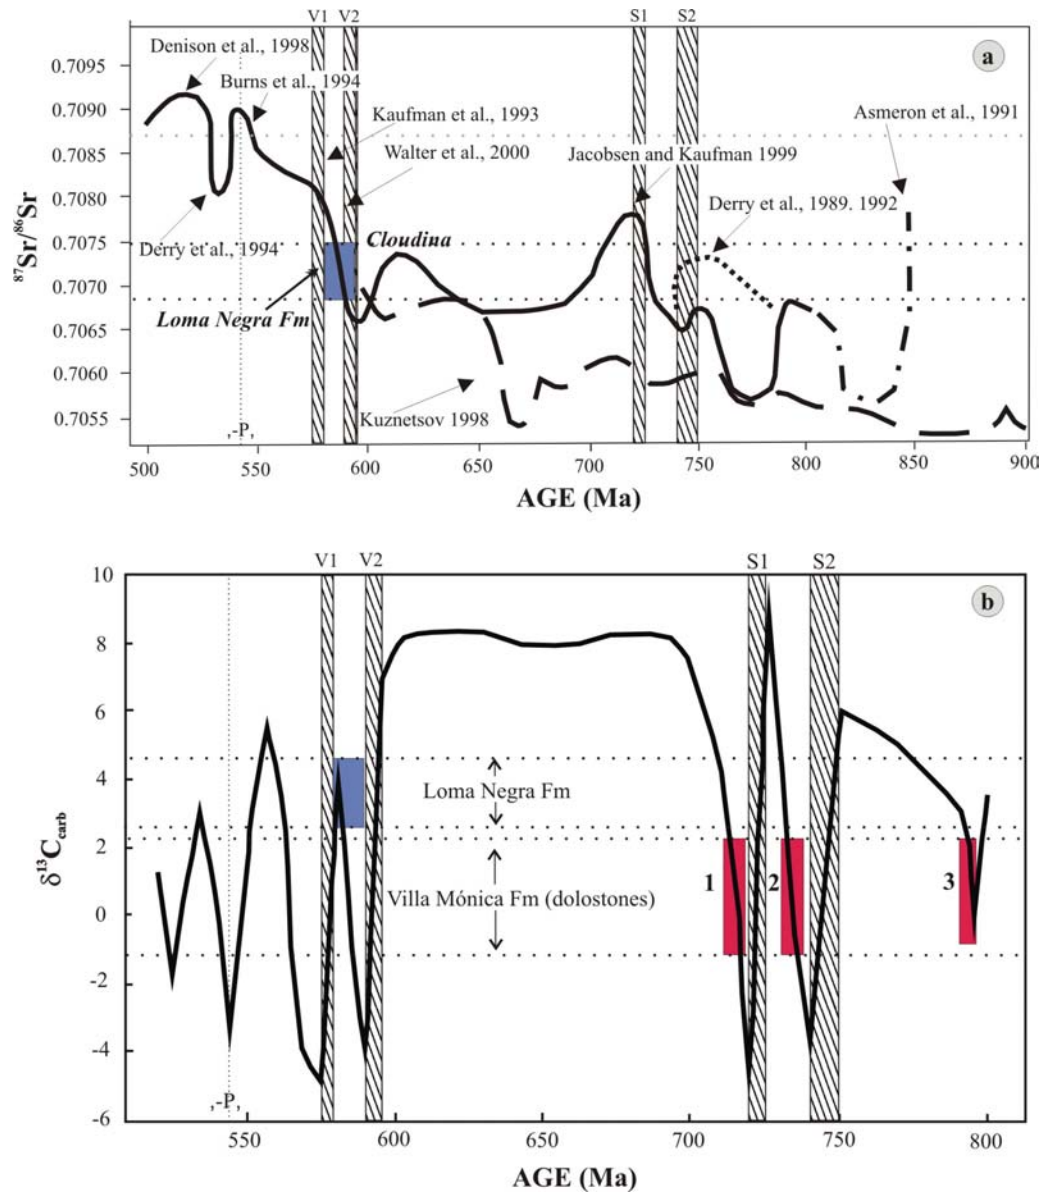 V1 V2 S1 S2
a
Denison et al., 1998
0.7095
Burns et al., 1994
0.7090
Kaufman et al., 1993
Asmeron et al., 1991
0.7085
Walter et al., 2000
Jacobsen and Kaufman 1999
0.7080
Derry et al., 1989. 1992
⁸⁷Sr/⁸⁶Sr
0.7075
Derry et al., 1994
Cloudina
0.7070
Loma Negra Fm
0.7065
0.7060
Kuznetsov 1998
0.7055
,-P,
500 550 600 650 700 750 800 850 900
AGE (Ma)
V1 V2 S1 S2
10
b
8
6
4
Loma Negra Fm
δ¹³Ccarb
2
1 2 3
Villa Mónica Fm (dolostones)
0
-2
-4
,-P,
-6
550 600 650 700 750 800
AGE (Ma)